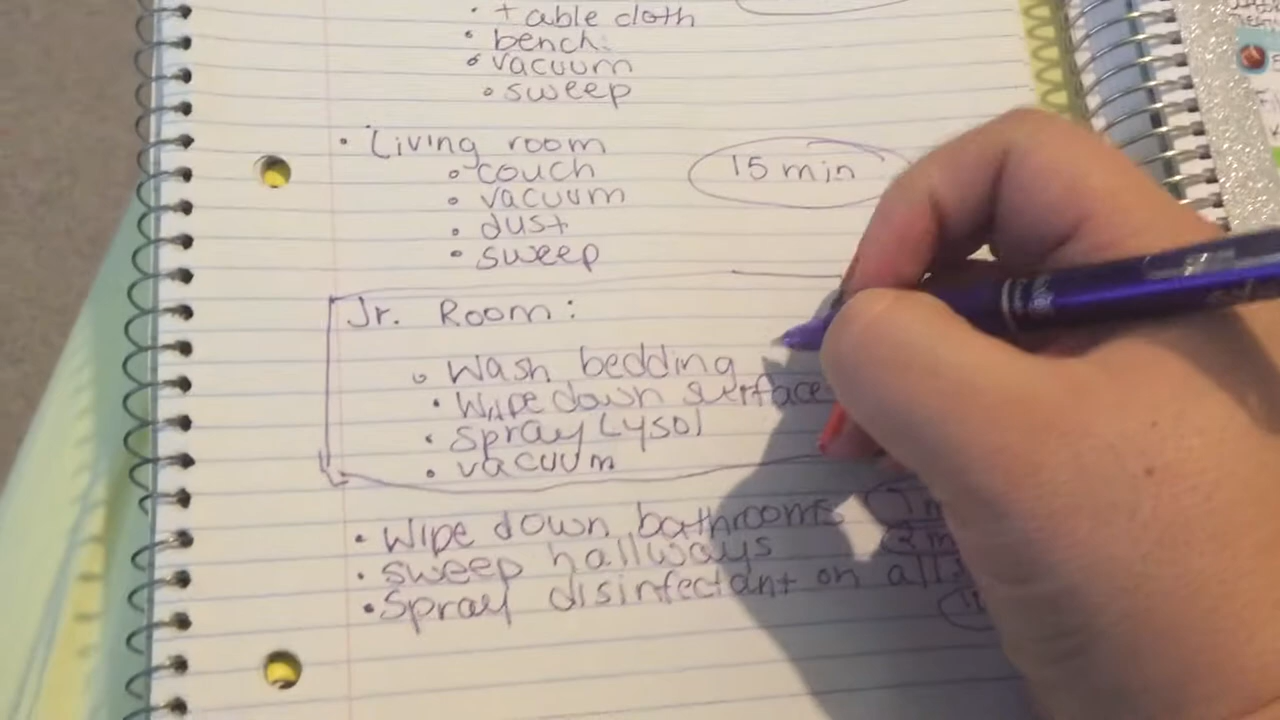 • table cloth
• bench
• vacuum
• sweep
• Living room
• couch
15 min
• vacuum
• dust
• sweep
Jr. Room:
• Wash bedding
• Wipe down surface
• Spray Lysol
• vacuum
• Wipe down bathrooms
• sweep hallways
• Spray disinfectant on all